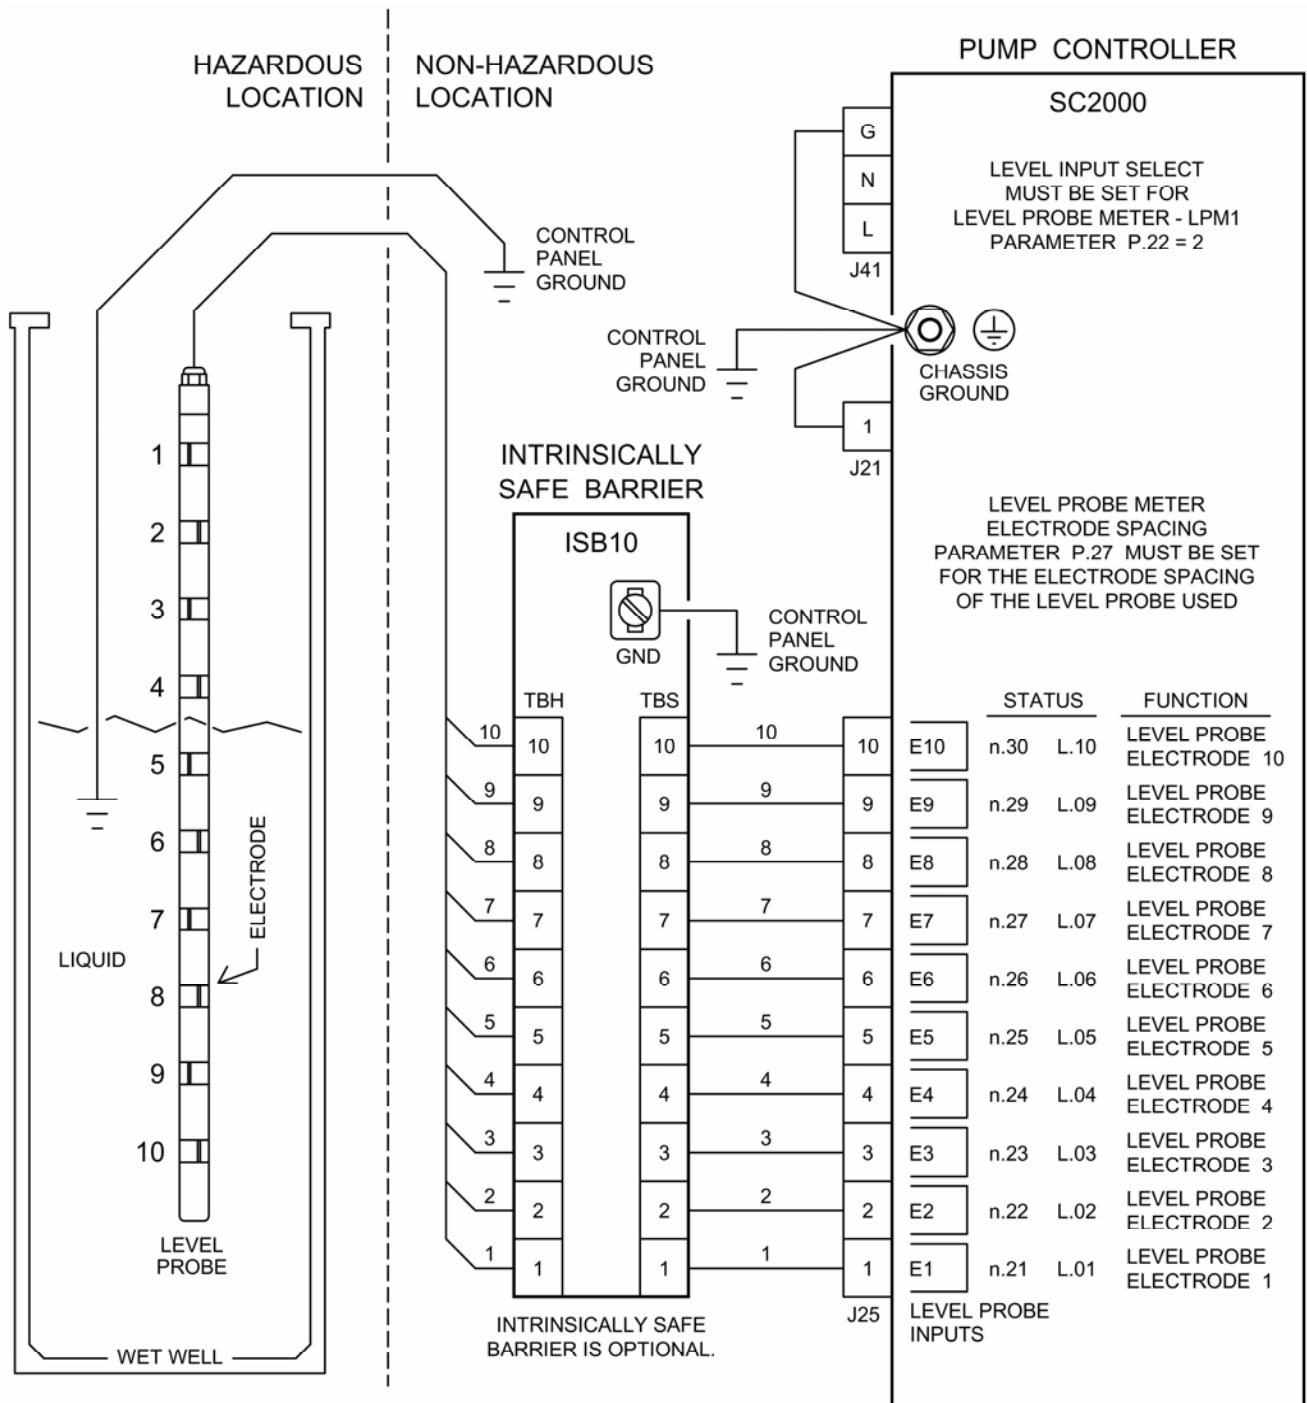 HAZARDOUS
LOCATION
NON-HAZARDOUS
LOCATION
PUMP CONTROLLER
SC2000
LEVEL INPUT SELECT
MUST BE SET FOR
LEVEL PROBE METER - LPM1
PARAMETER P.22 = 2
G
N
L
J41
CONTROL
PANEL
GROUND
CONTROL
PANEL
GROUND
CHASSIS
GROUND
1
J21
LEVEL PROBE METER
ELECTRODE SPACING
PARAMETER P.27 MUST BE SET
FOR THE ELECTRODE SPACING
OF THE LEVEL PROBE USED
INTRINSICALLY
SAFE BARRIER
ISB10
GND
CONTROL
PANEL
GROUND
1
2
3
4
5
6
7
8
9
10
ELECTRODE
LIQUID
LEVEL
PROBE
WET WELL
TBH
TBS
STATUS
FUNCTION
10 10 10 10 10 E10 n.30 L.10 LEVEL PROBE
ELECTRODE 10
9 9 9 9 9 E9 n.29 L.09 LEVEL PROBE
ELECTRODE 9
8 8 8 8 8 E8 n.28 L.08 LEVEL PROBE
ELECTRODE 8
7 7 7 7 7 E7 n.27 L.07 LEVEL PROBE
ELECTRODE 7
6 6 6 6 6 E6 n.26 L.06 LEVEL PROBE
ELECTRODE 6
5 5 5 5 5 E5 n.25 L.05 LEVEL PROBE
ELECTRODE 5
4 4 4 4 4 E4 n.24 L.04 LEVEL PROBE
ELECTRODE 4
3 3 3 3 3 E3 n.23 L.03 LEVEL PROBE
ELECTRODE 3
2 2 2 2 2 E2 n.22 L.02 LEVEL PROBE
ELECTRODE 2
1 1 1 1 1 E1 n.21 L.01 LEVEL PROBE
ELECTRODE 1
J25
LEVEL PROBE
INPUTS
INTRINSICALLY SAFE
BARRIER IS OPTIONAL.